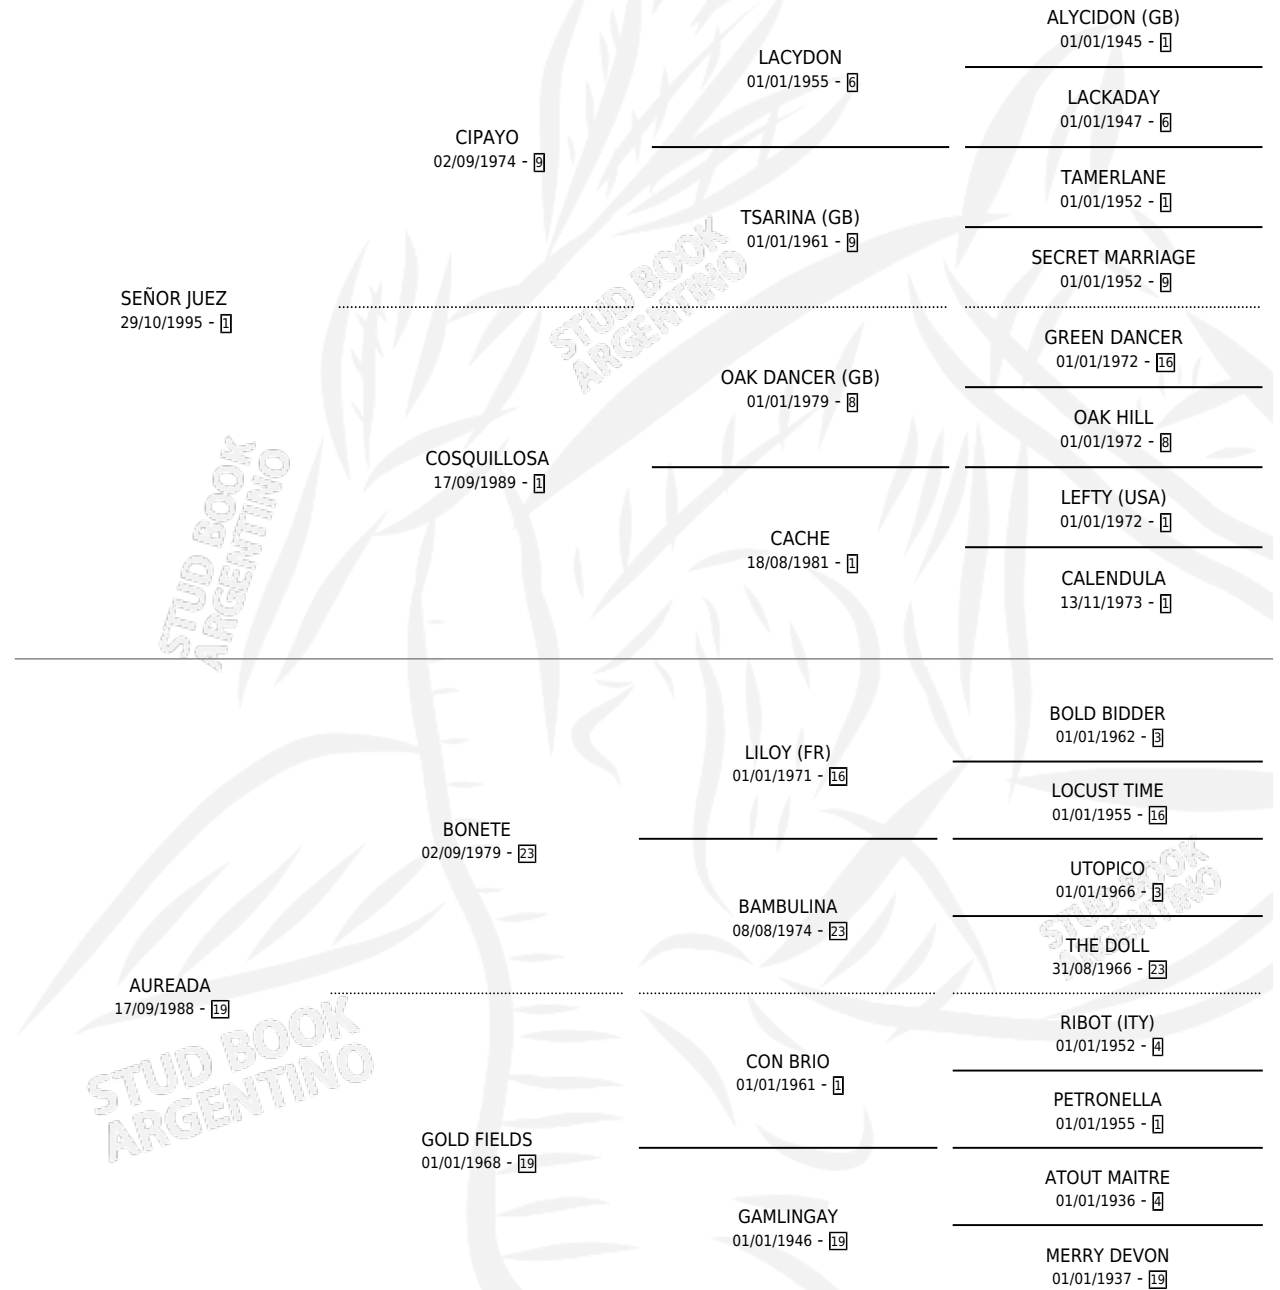 ALYCIDON (GB)
01/01/1945 - 1
LACYDON
01/01/1955 - 6
LACKADAY
01/01/1947 - 6
CIPAYO
02/09/1974 - 9
TAMERLANE
01/01/1952 - 1
TSARINA (GB)
01/01/1961 - 9
SECRET MARRIAGE
01/01/1952 - 9
SEÑOR JUEZ
29/10/1995 - 1
GREEN DANCER
01/01/1972 - 16
OAK DANCER (GB)
01/01/1979 - 8
OAK HILL
01/01/1972 - 8
COSQUILLOSA
17/09/1989 - 1
LEFTY (USA)
01/01/1972 - 1
CACHE
18/08/1981 - 1
CALENDULA
13/11/1973 - 1
BOLD BIDDER
01/01/1962 - 3
LILOY (FR)
01/01/1971 - 16
LOCUST TIME
01/01/1955 - 16
BONETE
02/09/1979 - 23
UTOPICO
01/01/1966 - 3
BAMBULINA
08/08/1974 - 23
THE DOLL
31/08/1966 - 23
AUREADA
17/09/1988 - 19
RIBOT (ITY)
01/01/1952 - 4
CON BRIO
01/01/1961 - 1
PETRONELLA
01/01/1955 - 1
GOLD FIELDS
01/01/1968 - 19
ATOUT MAITRE
01/01/1936 - 4
GAMLINGAY
01/01/1946 - 19
MERRY DEVON
01/01/1937 - 19
STUD BOOK
ARGENTINO
STUD BOOK
ARGENTINO
STUD BOOK
ARGENTINO
STUD BOOK
ARGENTINO